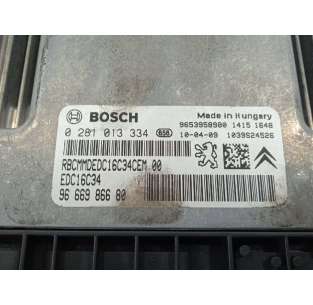 BOSCH
Made in Hungary
9653958980 1415 1648
0 281 013 334 656 10-04-09 1039S24526
RBCMMDEDC16C34CEM.00
EDC16C34
96 669 866 80